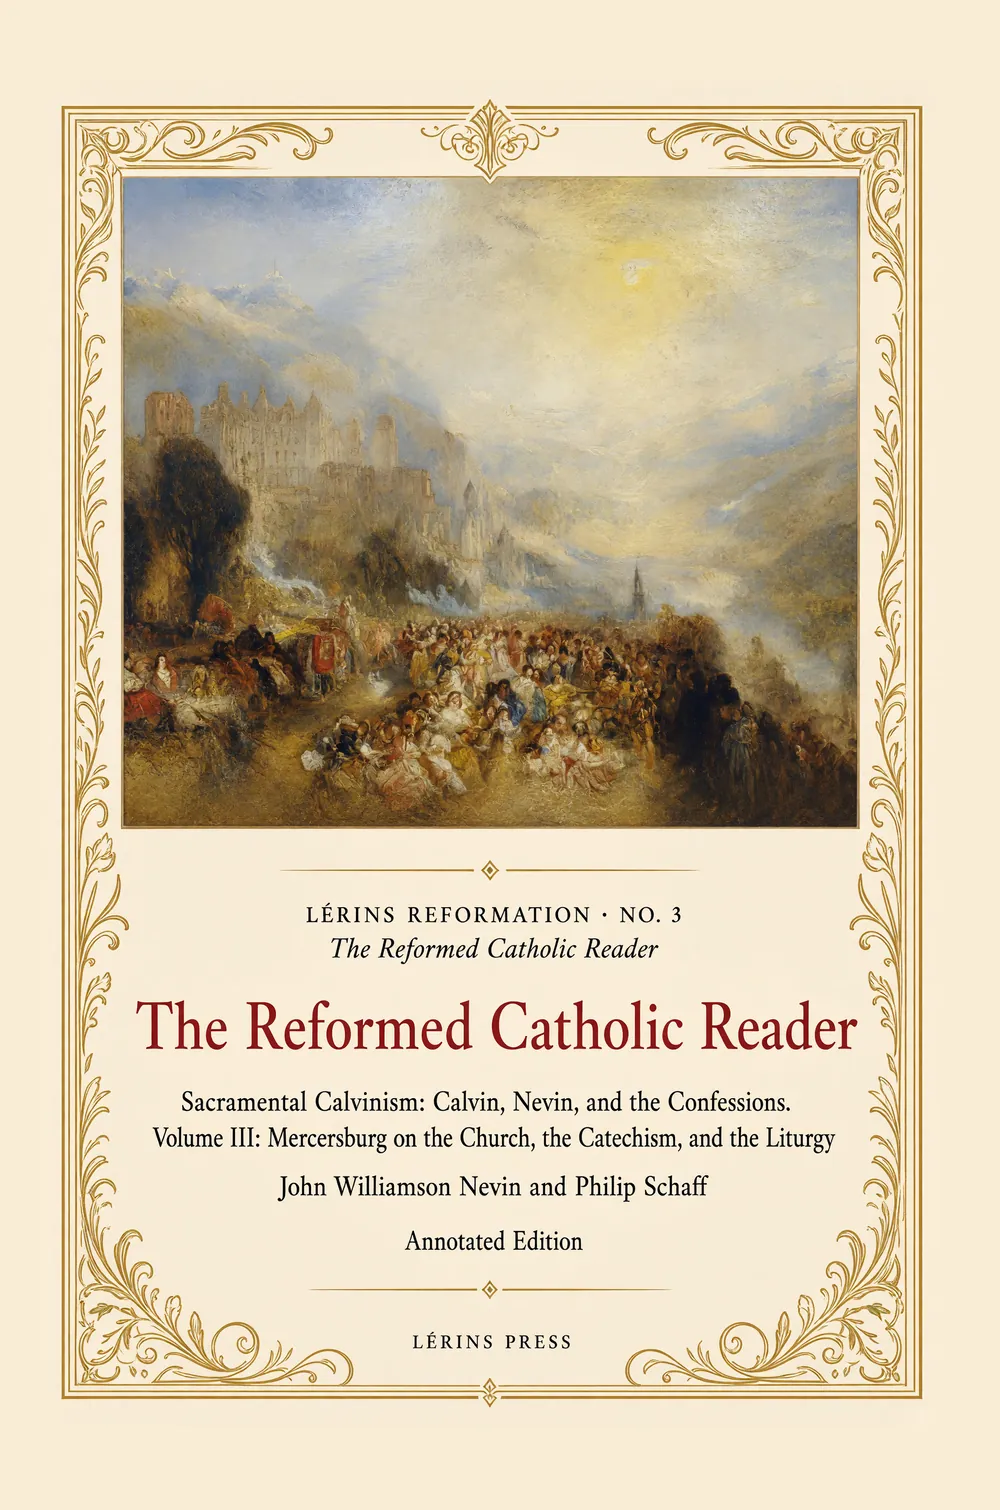 LÉRINS REFORMATION · NO. 3
The Reformed Catholic Reader
The Reformed Catholic Reader
Sacramental Calvinism: Calvin, Nevin, and the Confessions.
Volume III: Mercersburg on the Church, the Catechism, and the Liturgy
John Williamson Nevin and Philip Schaff
Annotated Edition
LÉRINS PRESS